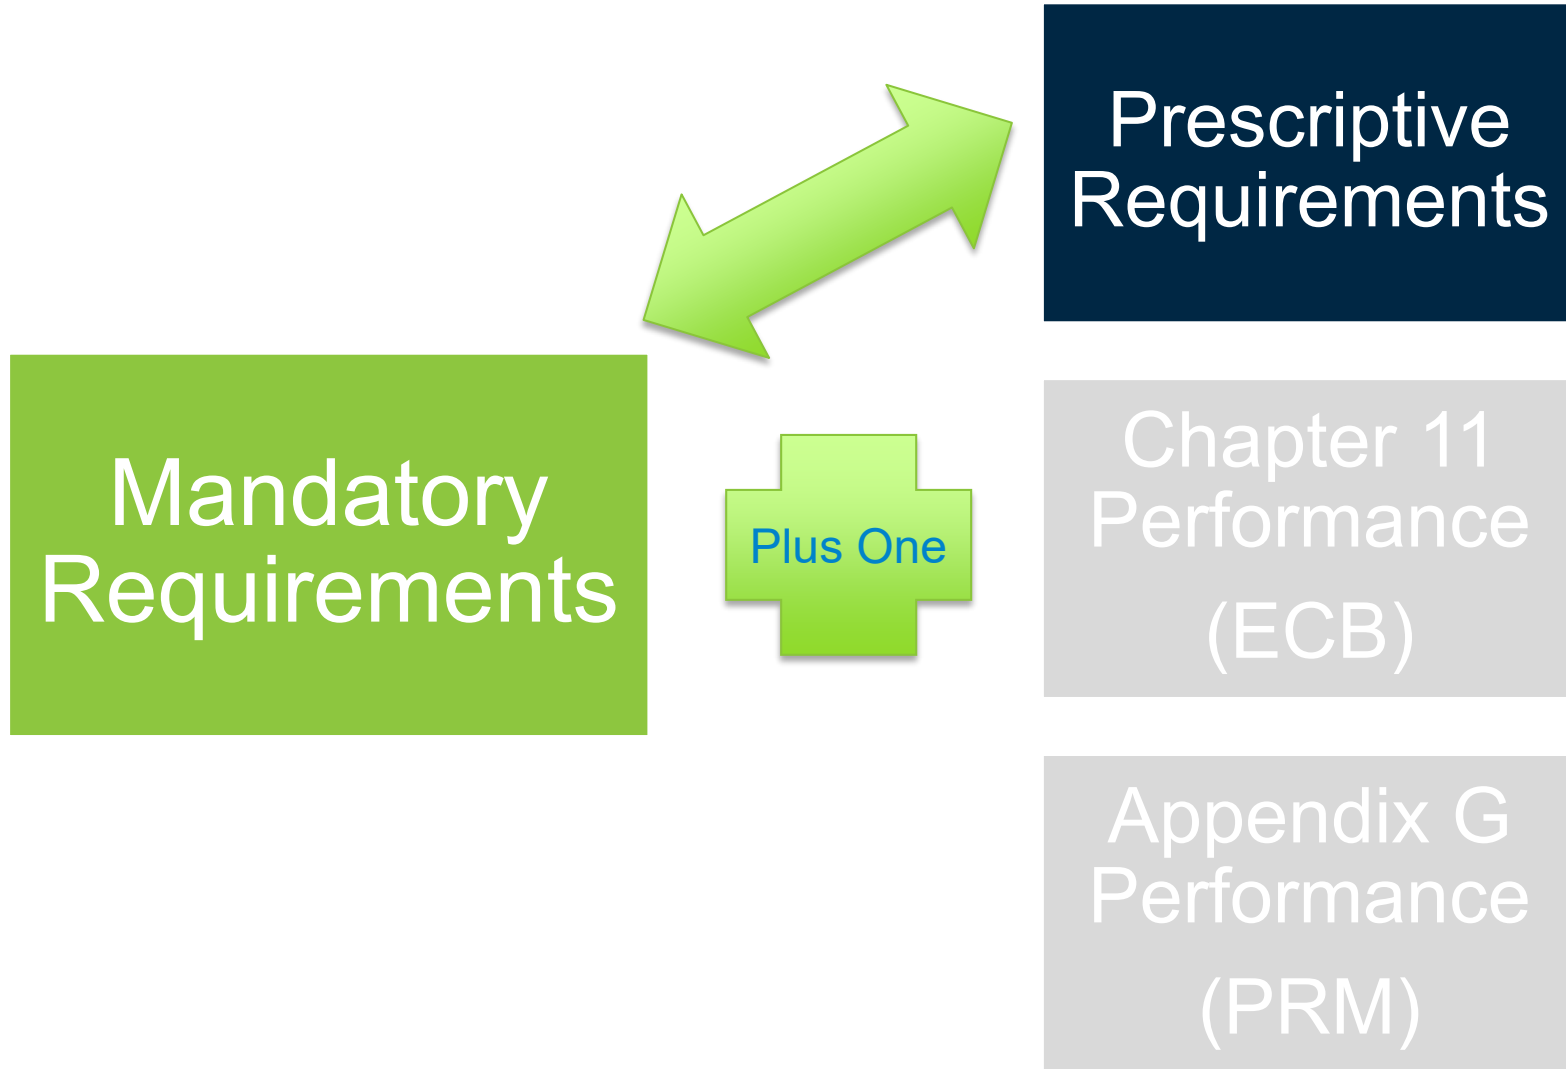 Prescriptive
Requirements
Mandatory
Requirements
Plus One
Chapter 11
Performance
(ECB)
Appendix G
Performance
(PRM)